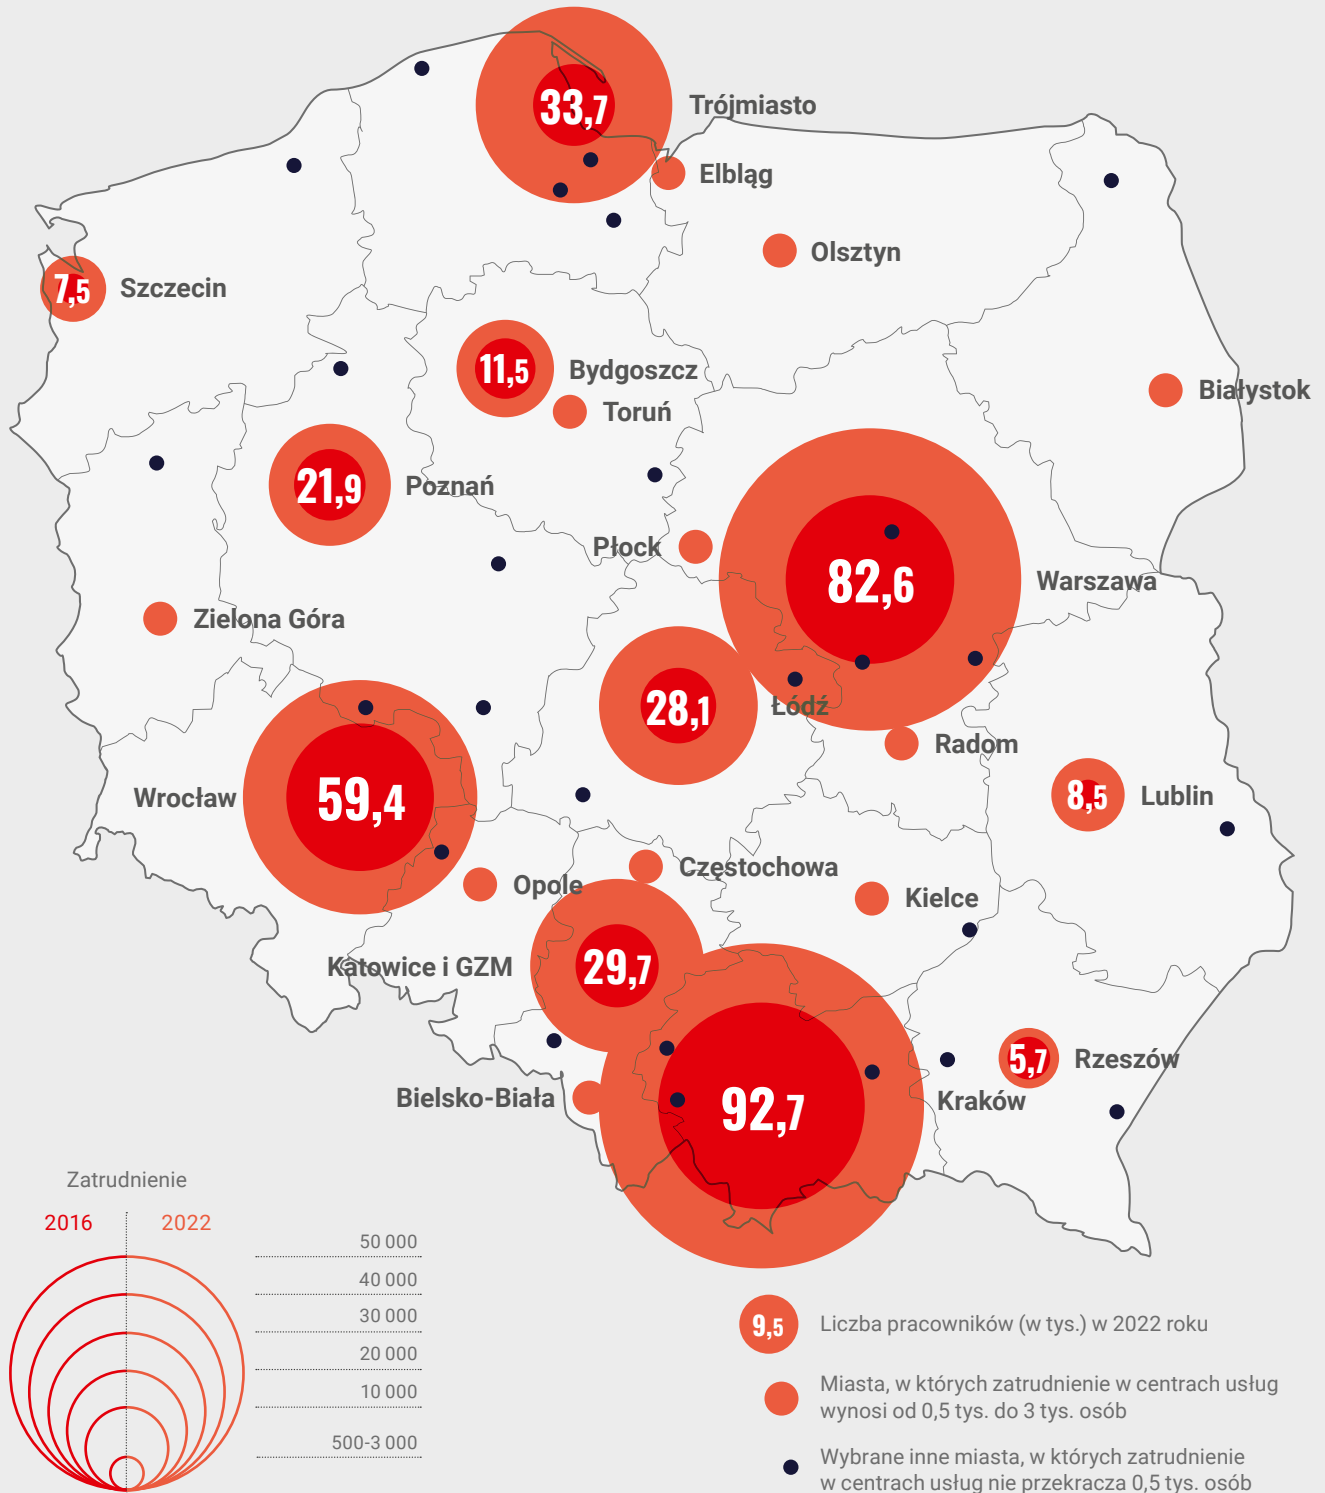 33,7
Trójmiasto
Elbląg
Olsztyn
7,5
Szczecin
11,5
Bydgoszcz
Toruń
Białystok
21,9
Poznań
Płock
82,6
Warszawa
Zielona Góra
28,1
Łódź
Radom
59,4
Wrocław
8,5
Lublin
Częstochowa
Opole
Kielce
29,7
Katowice i GZM
5,7
Rzeszów
Bielsko-Biała
92,7
Kraków
Zatrudnienie
2016 2022
50 000
40 000
30 000
20 000
10 000
500-3 000
9,5 Liczba pracowników (w tys.) w 2022 roku
Miasta, w których zatrudnienie w centrach usług
wynosi od 0,5 tys. do 3 tys. osób
Wybrane inne miasta, w których zatrudnienie
w centrach usług nie przekracza 0,5 tys. osób